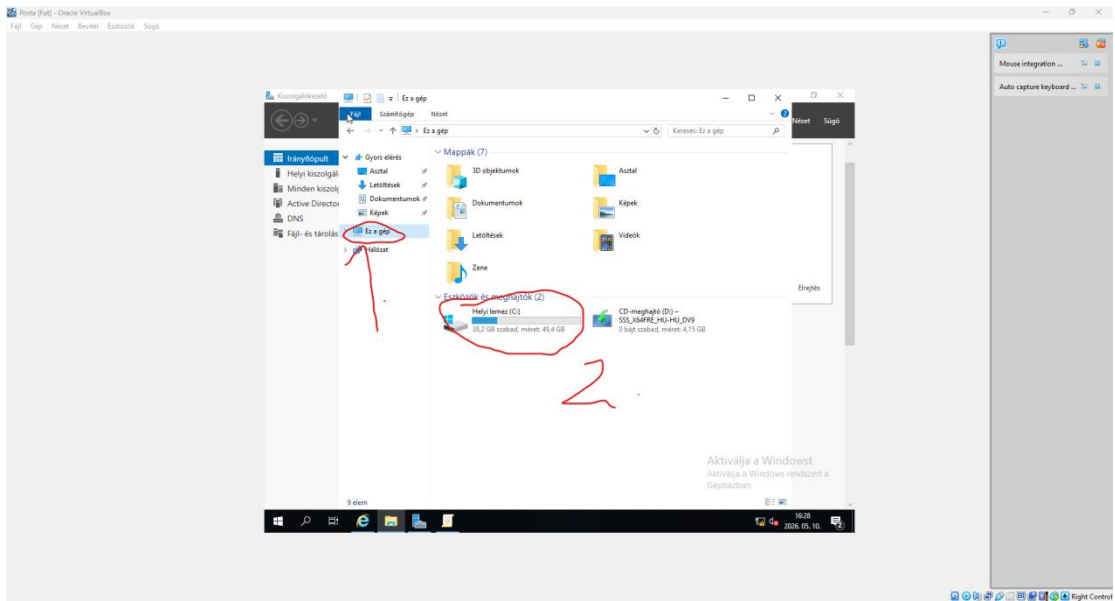 Posta [Fut] - Oracle VirtualBox
Fájl Gép Nézet Bevitel Eszközök Súgó
Mouse integration ...
Auto capture keyboard ...
Kiszolgálókezelő
Ez a gép
Fájl Számítógép Nézet
Nézet Súgó
Ez a gép
Keresés: Ez a gép
Irányítópult
Helyi kiszolgál
Minden kiszolg
Active Director
DNS
Fájl- és tárolás
Gyors elérés
Asztal
Letöltések
Dokumentumok
Képek
Ez a gép
Hálózat
1.
Mappák (7)
3D objektumok
Asztal
Dokumentumok
Képek
Letöltések
Videók
Zene
Elrejtés
Eszközök és meghajtók (2)
Helyi lemez (C:)
38,2 GB szabad, méret: 49,4 GB
CD-meghajtó (D:) –
SSS_X64FRE_HU-HU_DV9
0 bájt szabad, méret: 4,15 GB
2.
Aktiválja a Windowst
Aktiválja a Windows rendszert a
Gépházban.
9 elem
16:28
2026. 05. 10.
2
Right Control